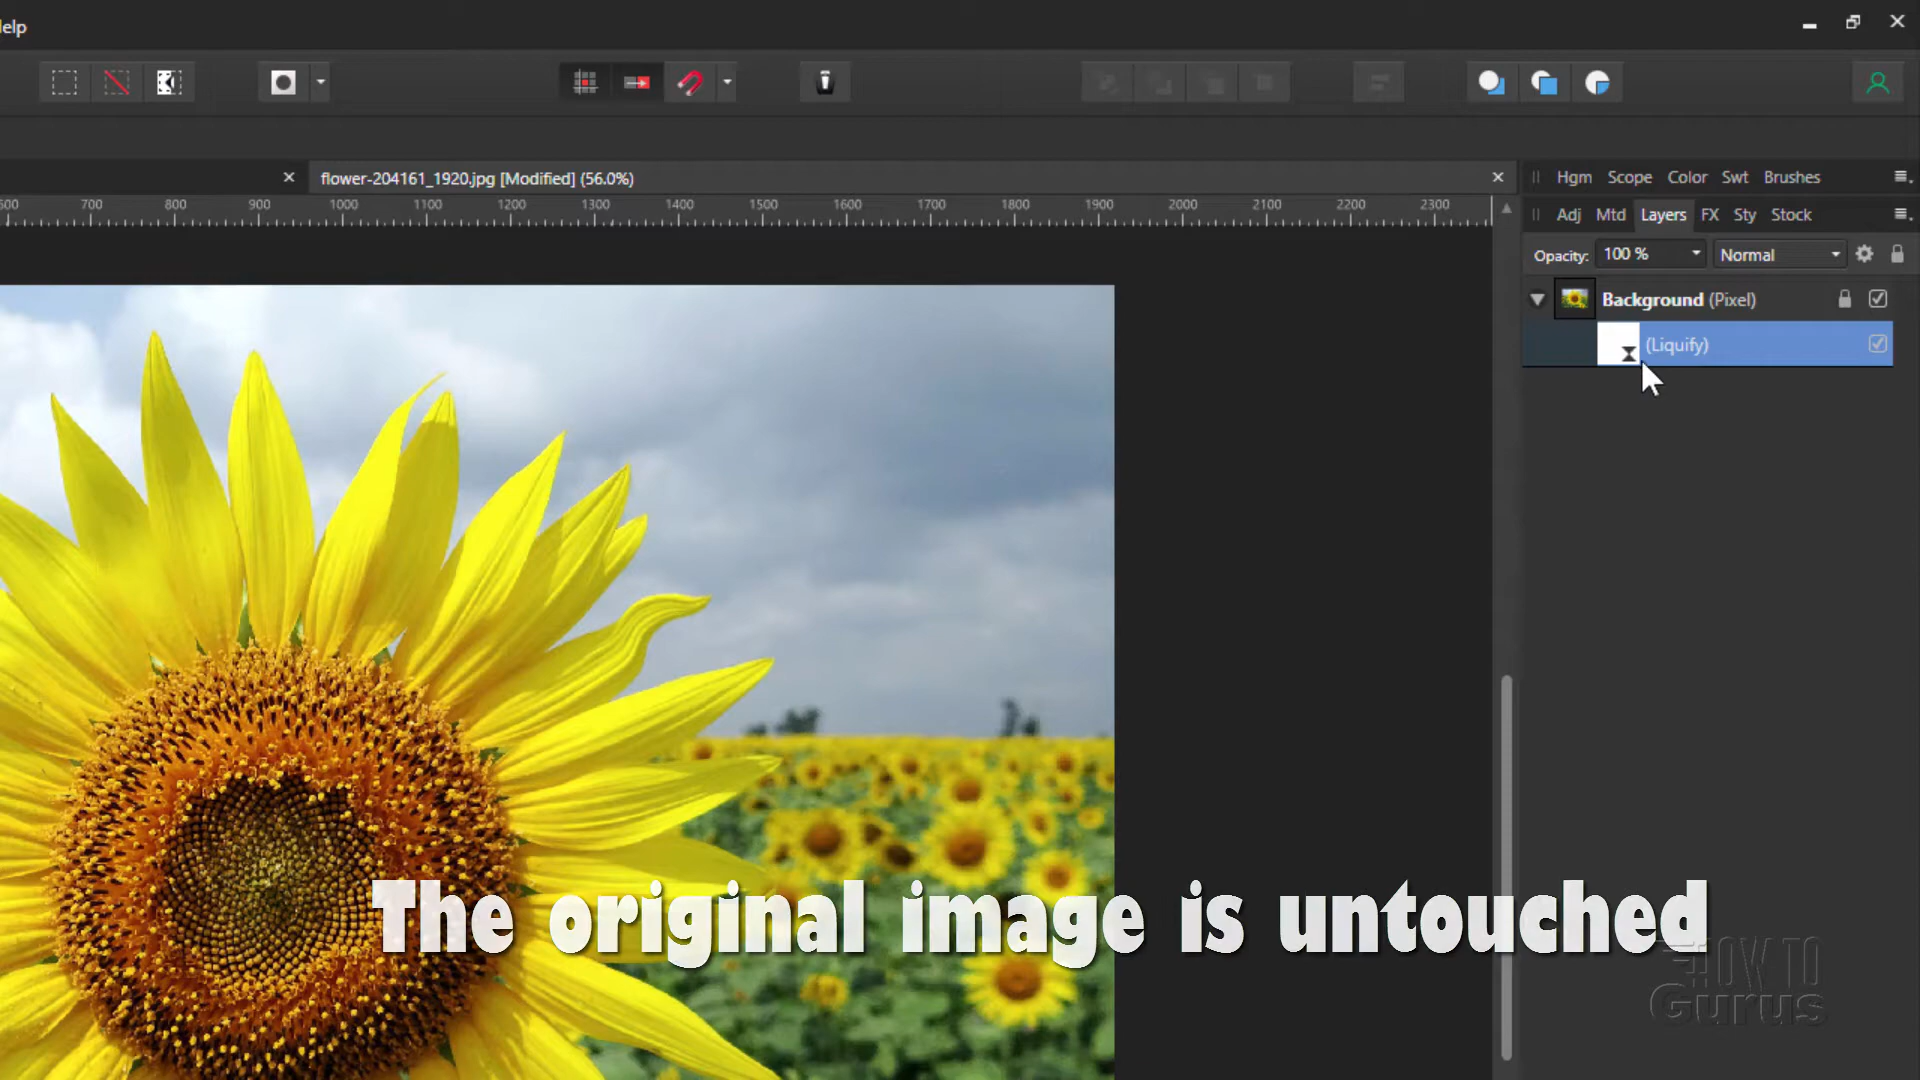 Help
flower-204161_1920.jpg [Modified] (56.0%)
600 700 800 900 1000 1100 1200 1300 1400 1500 1600 1700 1800 1900 2000 2100 2200 2300
Hgm Scope Color Swt Brushes
Adj Mtd Layers FX Sty Stock
Opacity: 100 % Normal
Background (Pixel)
(Liquify)
The original image is untouched
HOW TO
Gurus